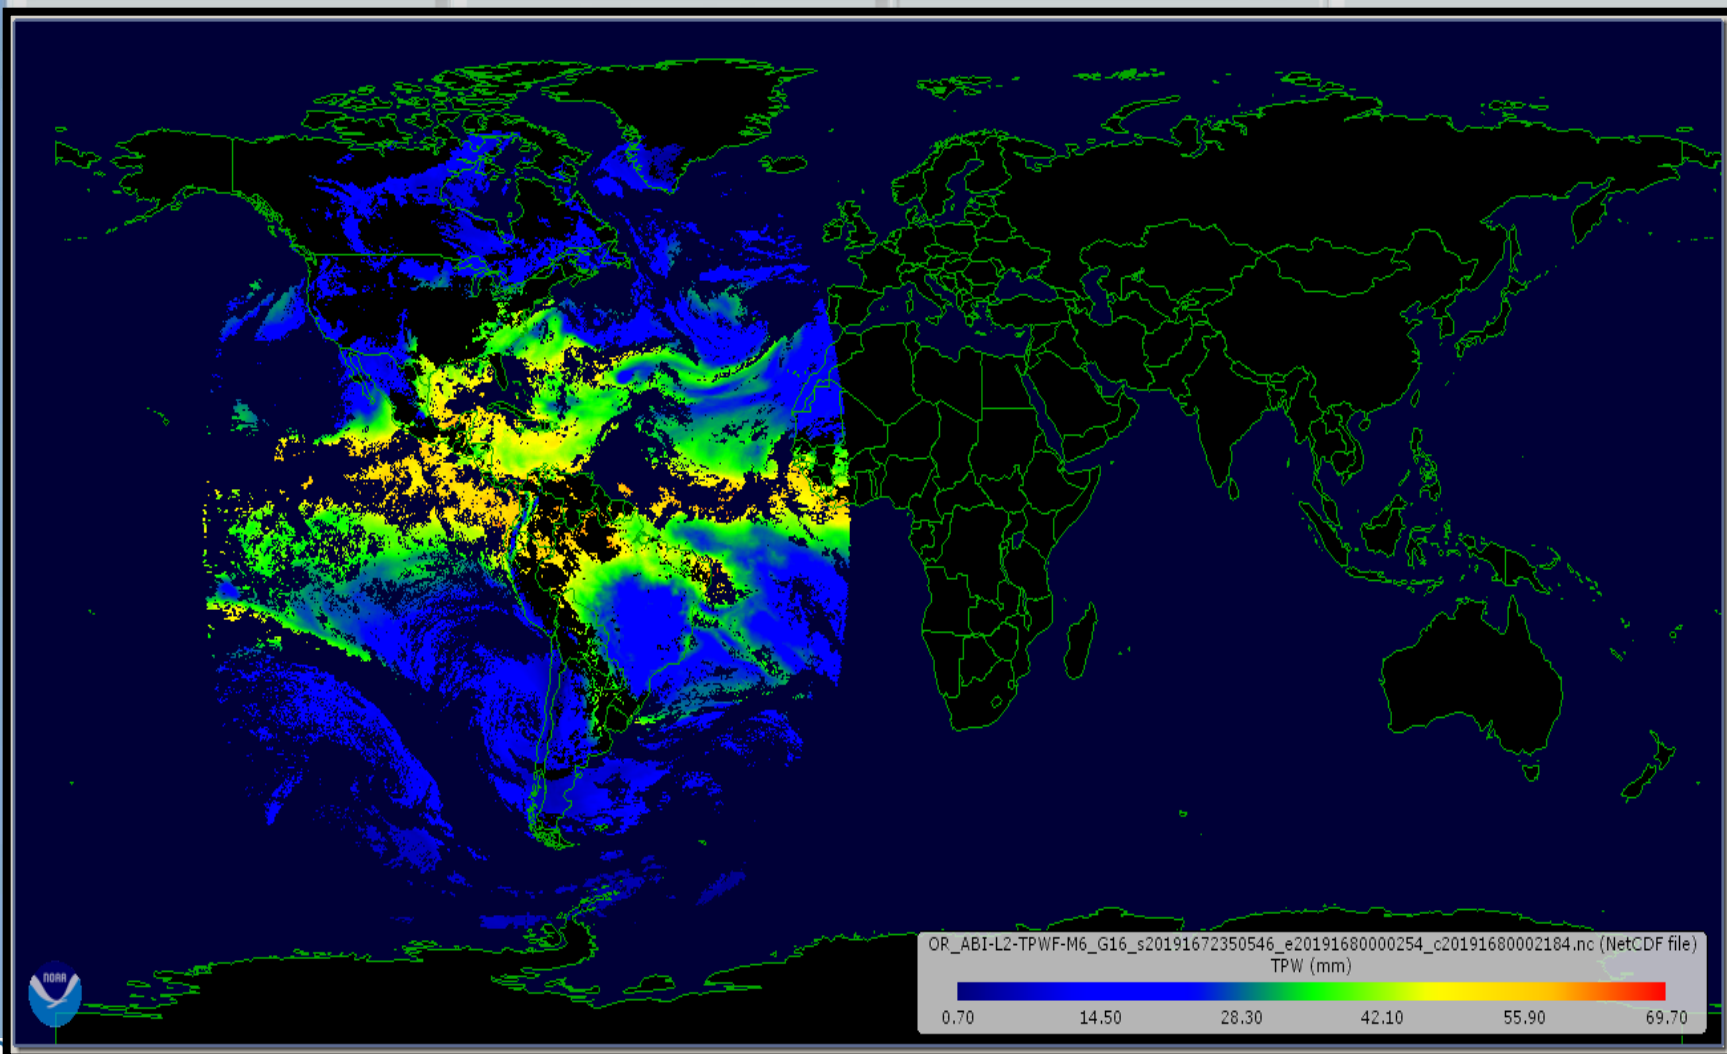 OR_ABI-L2-TPWF-M6_G16_s20191672350546_e20191680000254_c20191680002184.nc (NetCDF file)
TPW (mm)
0.70 14.50 28.30 42.10 55.90 69.70
NOAA